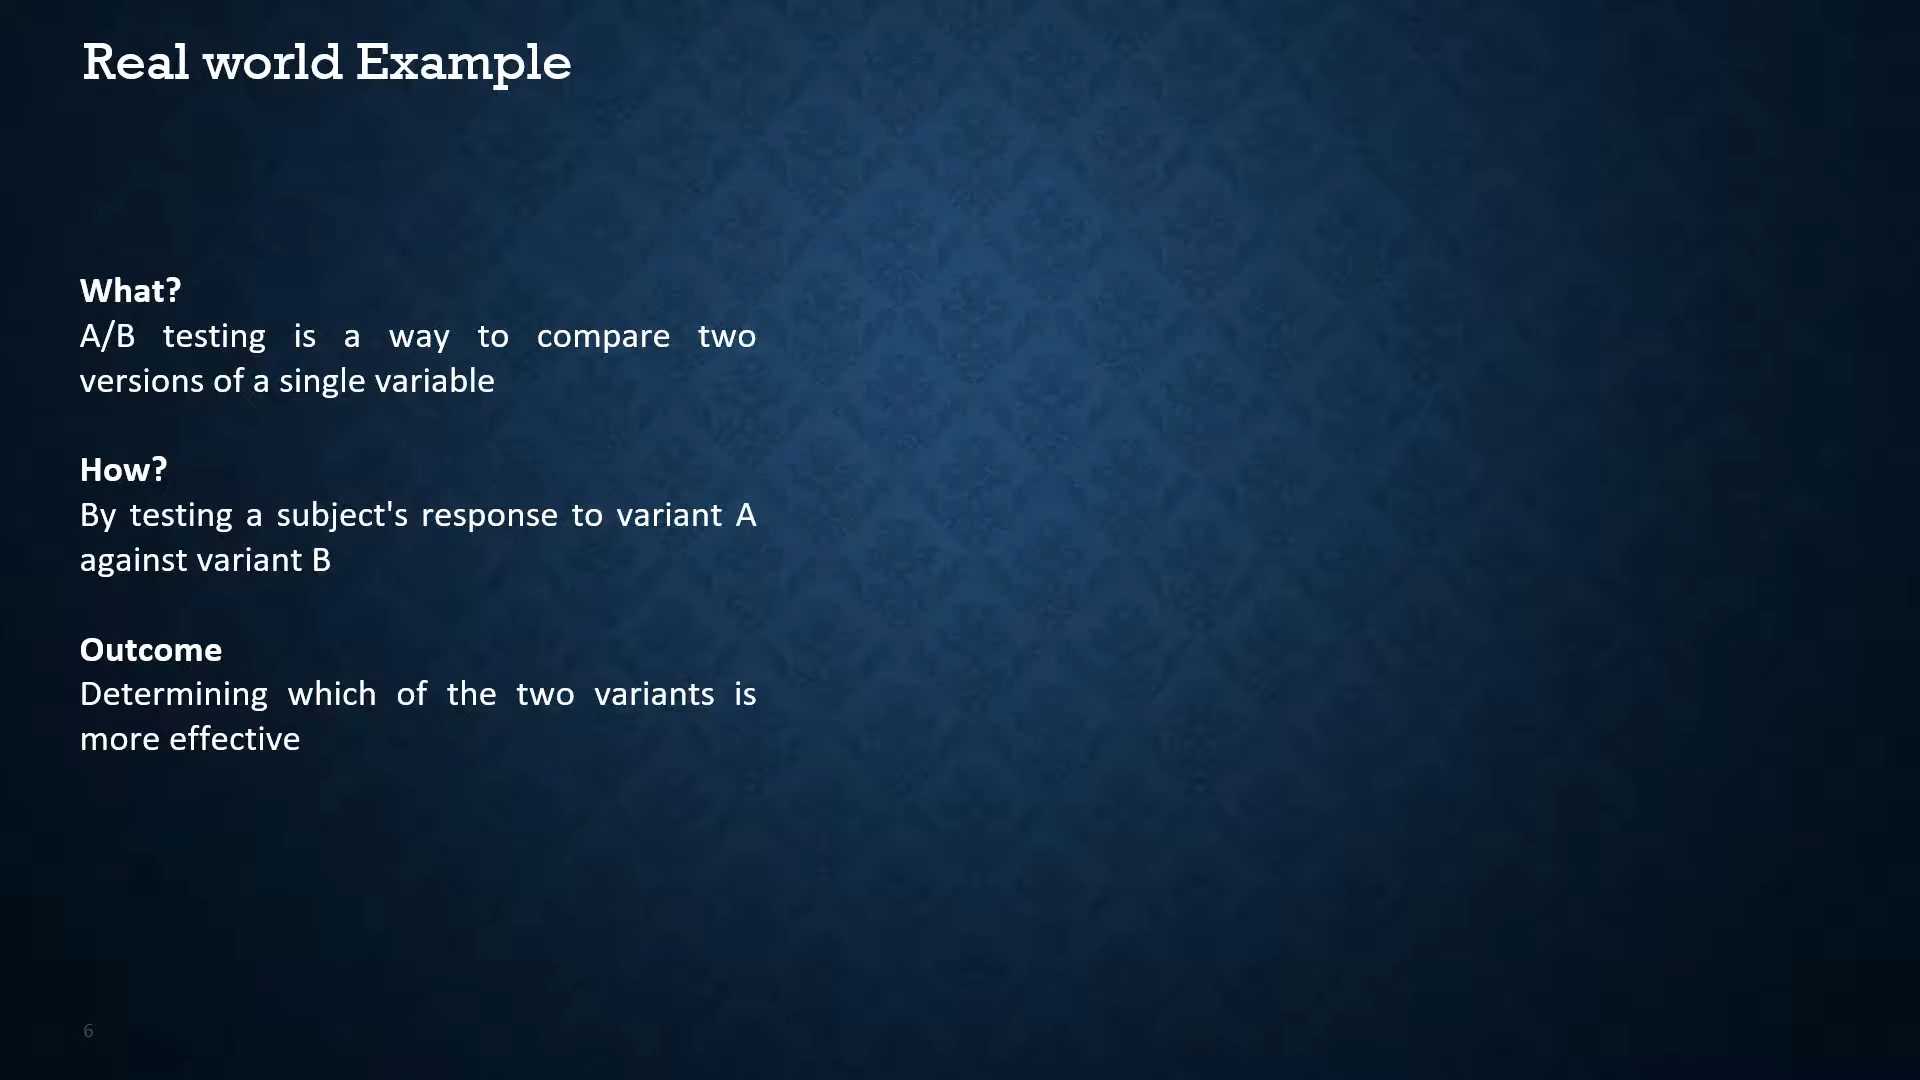 Real world Example
What?
A/B testing is a way to compare two
versions of a single variable
How?
By testing a subject's response to variant A
against variant B
Outcome
Determining which of the two variants is
more effective
6